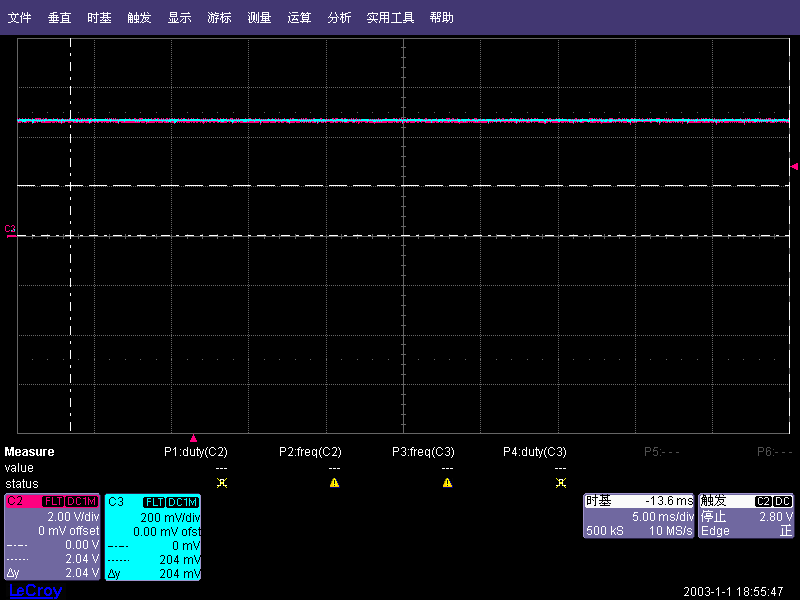 文件 垂直 时基 触发 显示 游标 测量 运算 分析 实用工具 帮助
C3
Measure P1:duty(C2) P2:freq(C2) P3:freq(C3) P4:duty(C3) P5:- - - P6:- - -
value --- --- --- ---
status
C2 FLT DC1M
2.00 V/div
0 mV offset
0.00 V
2.04 V
Δy 2.04 V
C3 FLT DC1M
200 mV/div
0.00 mV ofst
0 mV
204 mV
Δy 204 mV
时基 -13.6 ms
5.00 ms/div
500 kS 10 MS/s
触发 C2 DC
停止 2.80 V
Edge 正
LeCroy
2003-1-1 18:55:47